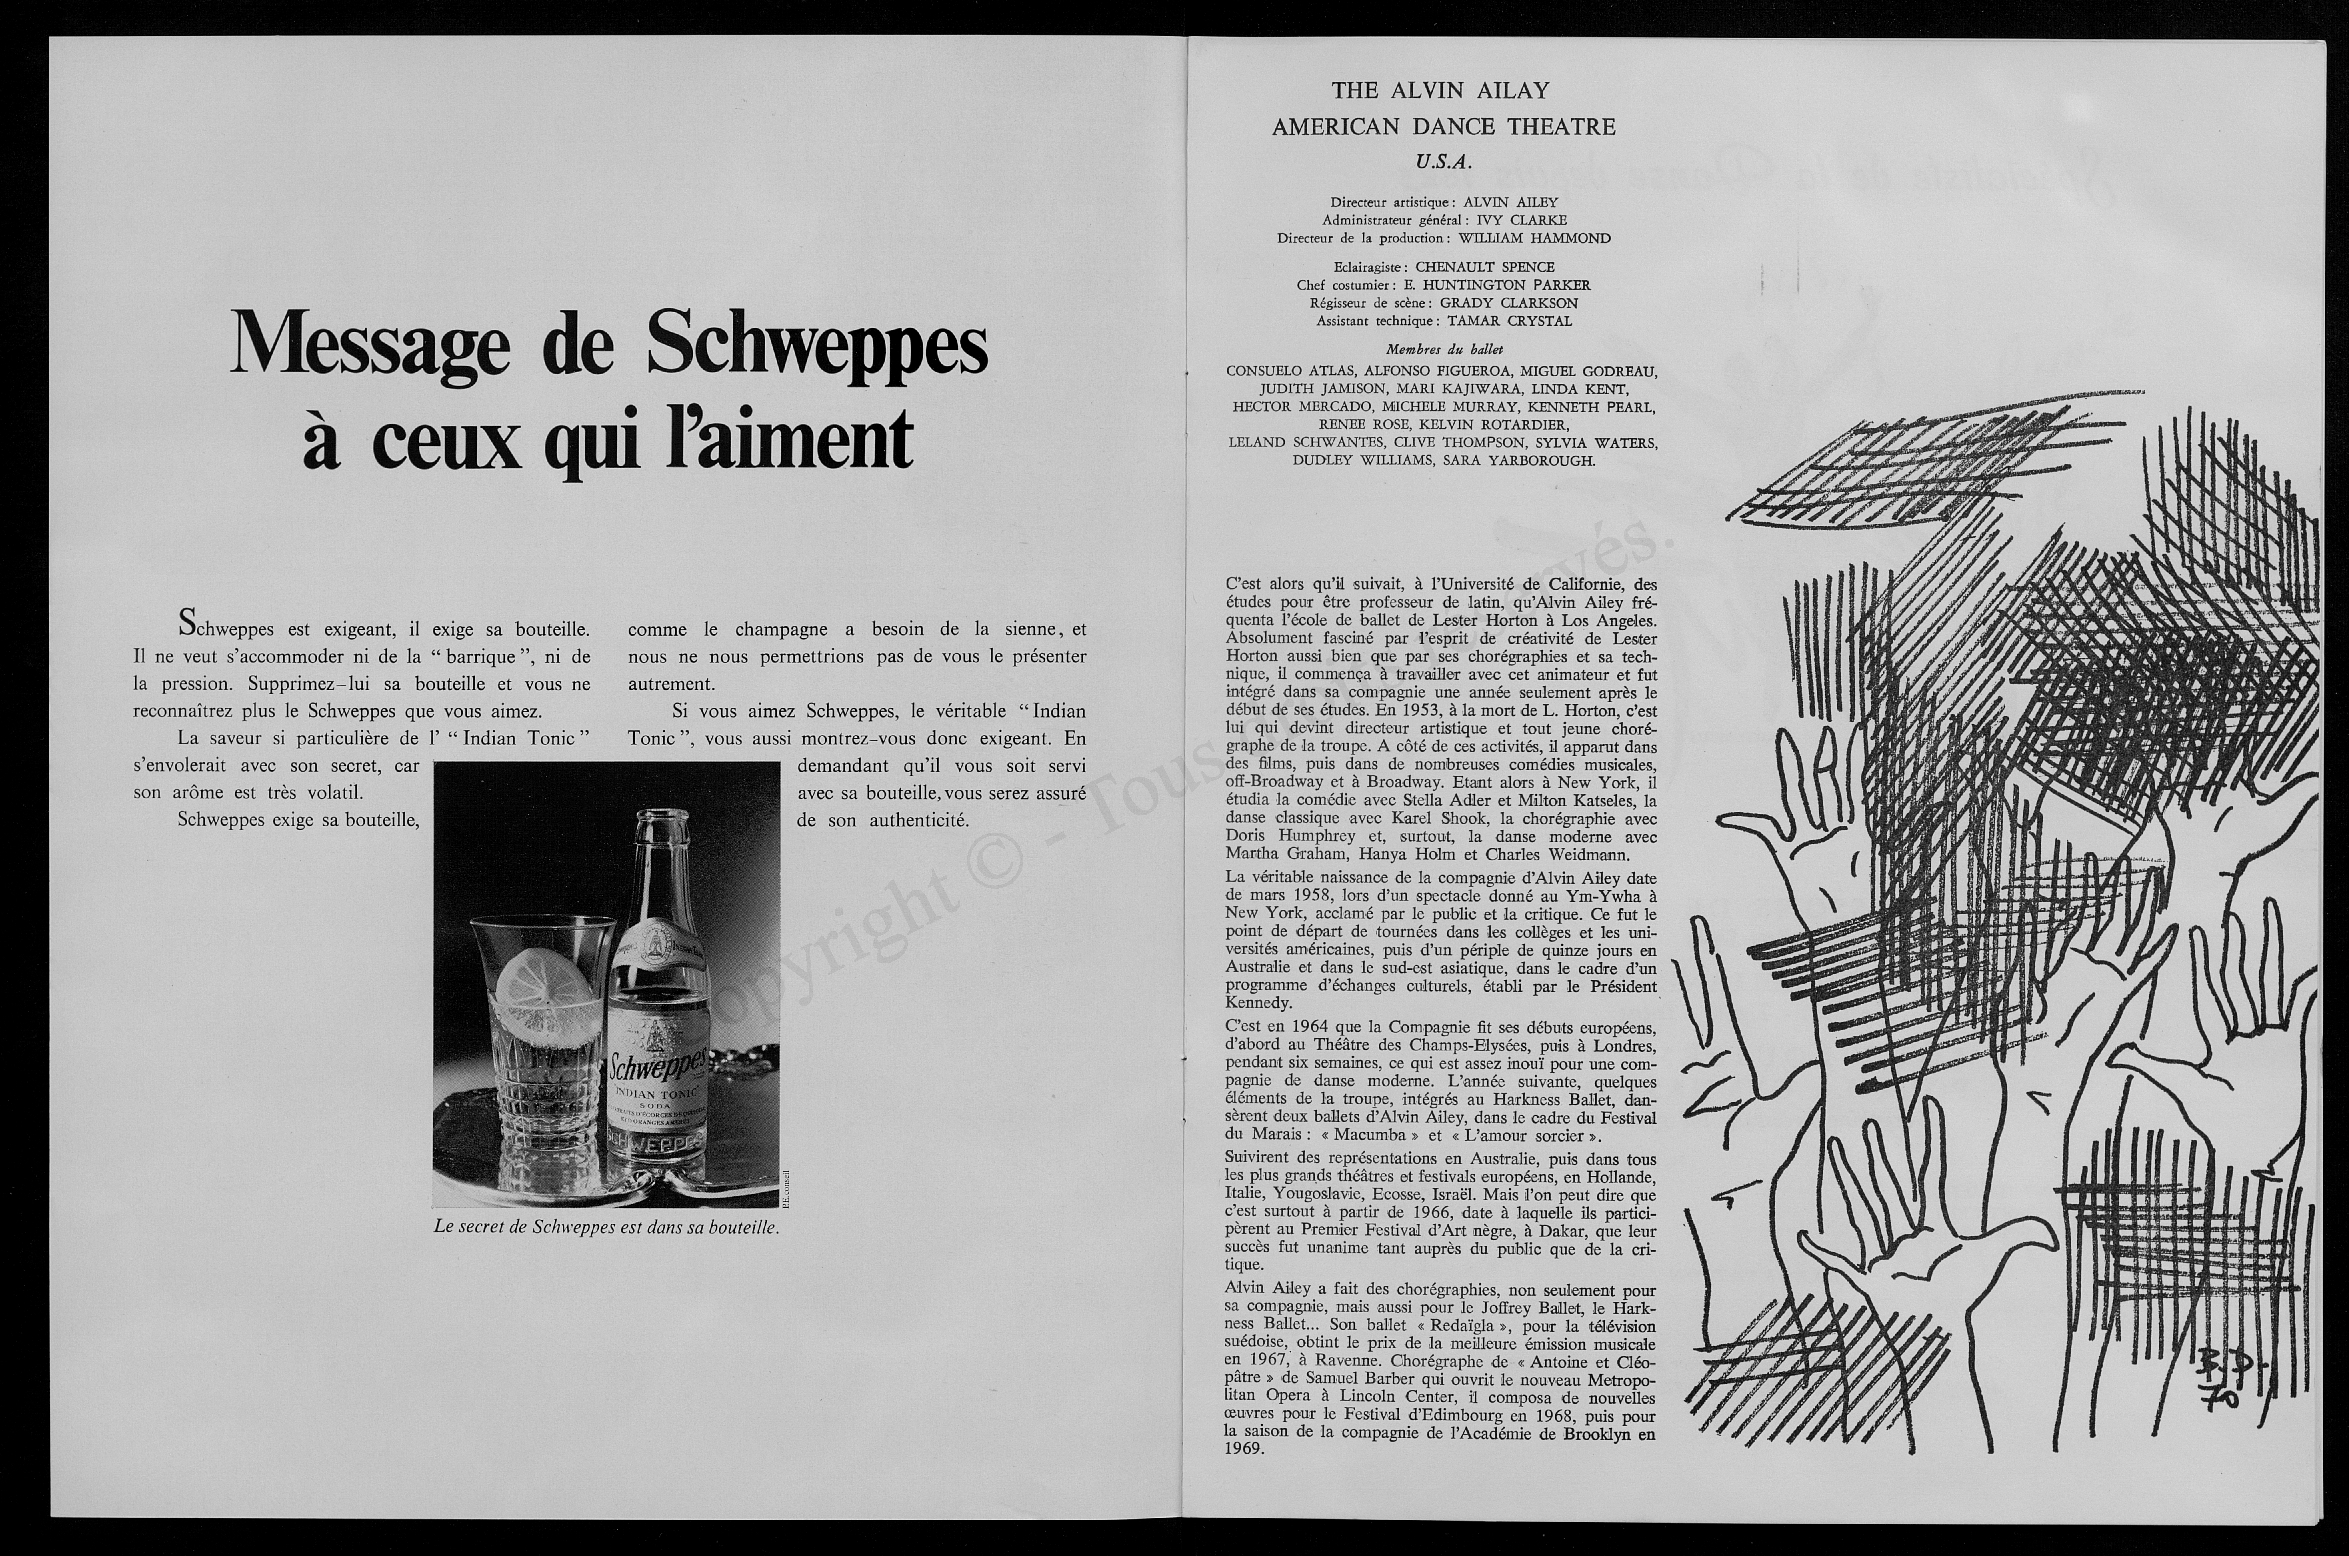 Message de Schweppes
à ceux qui l'aiment
Schweppes est exigeant, il exige sa bouteille.
Il ne veut s'accommoder ni de la “ barrique ”, ni de
la pression. Supprimez-lui sa bouteille et vous ne
reconnaîtrez plus le Schweppes que vous aimez.
La saveur si particulière de l' “ Indian Tonic ”
s'envolerait avec son secret, car
son arôme est très volatil.
Schweppes exige sa bouteille,
comme le champagne a besoin de la sienne, et
nous ne nous permettrions pas de vous le présenter
autrement.
Si vous aimez Schweppes, le véritable “ Indian
Tonic ”, vous aussi montrez-vous donc exigeant. En
demandant qu'il vous soit servi
avec sa bouteille, vous serez assuré
de son authenticité.
Schweppes
INDIAN TONIC
SODA
SCHWEPPES
P.E. conseil
Le secret de Schweppes est dans sa bouteille.
THE ALVIN AILAY
AMERICAN DANCE THEATRE
U.S.A.
Directeur artistique : ALVIN AILEY
Administrateur général : IVY CLARKE
Directeur de la production : WILLIAM HAMMOND
Eclairagiste : CHENAULT SPENCE
Chef costumier : E. HUNTINGTON PARKER
Régisseur de scène : GRADY CLARKSON
Assistant technique : TAMAR CRYSTAL
Membres du ballet
CONSUELO ATLAS, ALFONSO FIGUEROA, MIGUEL GODREAU,
JUDITH JAMISON, MARI KAJIWARA, LINDA KENT,
HECTOR MERCADO, MICHELE MURRAY, KENNETH PEARL,
RENEE ROSE, KELVIN ROTARDIER,
LELAND SCHWANTES, CLIVE THOMPSON, SYLVIA WATERS,
DUDLEY WILLIAMS, SARA YARBOROUGH.
C'est alors qu'il suivait, à l'Université de Californie, des
études pour être professeur de latin, qu'Alvin Ailey fré-
quenta l'école de ballet de Lester Horton à Los Angeles.
Absolument fasciné par l'esprit de créativité de Lester
Horton aussi bien que par ses chorégraphies et sa tech-
nique, il commença à travailler avec cet animateur et fut
intégré dans sa compagnie une année seulement après le
début de ses études. En 1953, à la mort de L. Horton, c'est
lui qui devint directeur artistique et tout jeune choré-
graphe de la troupe. A côté de ces activités, il apparut dans
des films, puis dans de nombreuses comédies musicales,
off-Broadway et à Broadway. Etant alors à New York, il
étudia la comédie avec Stella Adler et Milton Katseles, la
danse classique avec Karel Shook, la chorégraphie avec
Doris Humphrey et, surtout, la danse moderne avec
Martha Graham, Hanya Holm et Charles Weidmann.
La véritable naissance de la compagnie d'Alvin Ailey date
de mars 1958, lors d'un spectacle donné au Ym-Ywha à
New York, acclamé par le public et la critique. Ce fut le
point de départ de tournées dans les collèges et les uni-
versités américaines, puis d'un périple de quinze jours en
Australie et dans le sud-est asiatique, dans le cadre d'un
programme d'échanges culturels, établi par le Président
Kennedy.
C'est en 1964 que la Compagnie fit ses débuts européens,
d'abord au Théâtre des Champs-Elysées, puis à Londres,
pendant six semaines, ce qui est assez inouï pour une com-
pagnie de danse moderne. L'année suivante, quelques
éléments de la troupe, intégrés au Harkness Ballet, dan-
sèrent deux ballets d'Alvin Ailey, dans le cadre du Festival
du Marais : « Macumba » et « L'amour sorcier ».
Suivirent des représentations en Australie, puis dans tous
les plus grands théâtres et festivals européens, en Hollande,
Italie, Yougoslavie, Ecosse, Israël. Mais l'on peut dire que
c'est surtout à partir de 1966, date à laquelle ils partici-
pèrent au Premier Festival d'Art nègre, à Dakar, que leur
succès fut unanime tant auprès du public que de la cri-
tique.
Alvin Ailey a fait des chorégraphies, non seulement pour
sa compagnie, mais aussi pour le Joffrey Ballet, le Hark-
ness Ballet... Son ballet « Redaïgla », pour la télévision
suédoise, obtint le prix de la meilleure émission musicale
en 1967, à Ravenne. Chorégraphe de « Antoine et Cléo-
pâtre » de Samuel Barber qui ouvrit le nouveau Metropo-
litan Opera à Lincoln Center, il composa de nouvelles
œuvres pour le Festival d'Edimbourg en 1968, puis pour
la saison de la compagnie de l'Académie de Brooklyn en
1969.
Copyright © - Tous droits réservés.